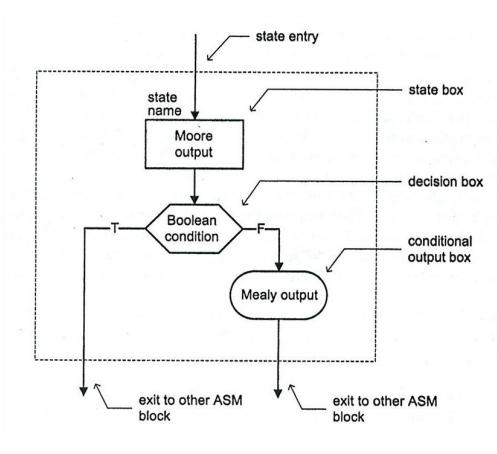 state entry
state box
state
name
Moore
output
decision box
Boolean
condition
T
F
conditional
output box
Mealy output
exit to other ASM
block
exit to other ASM
block